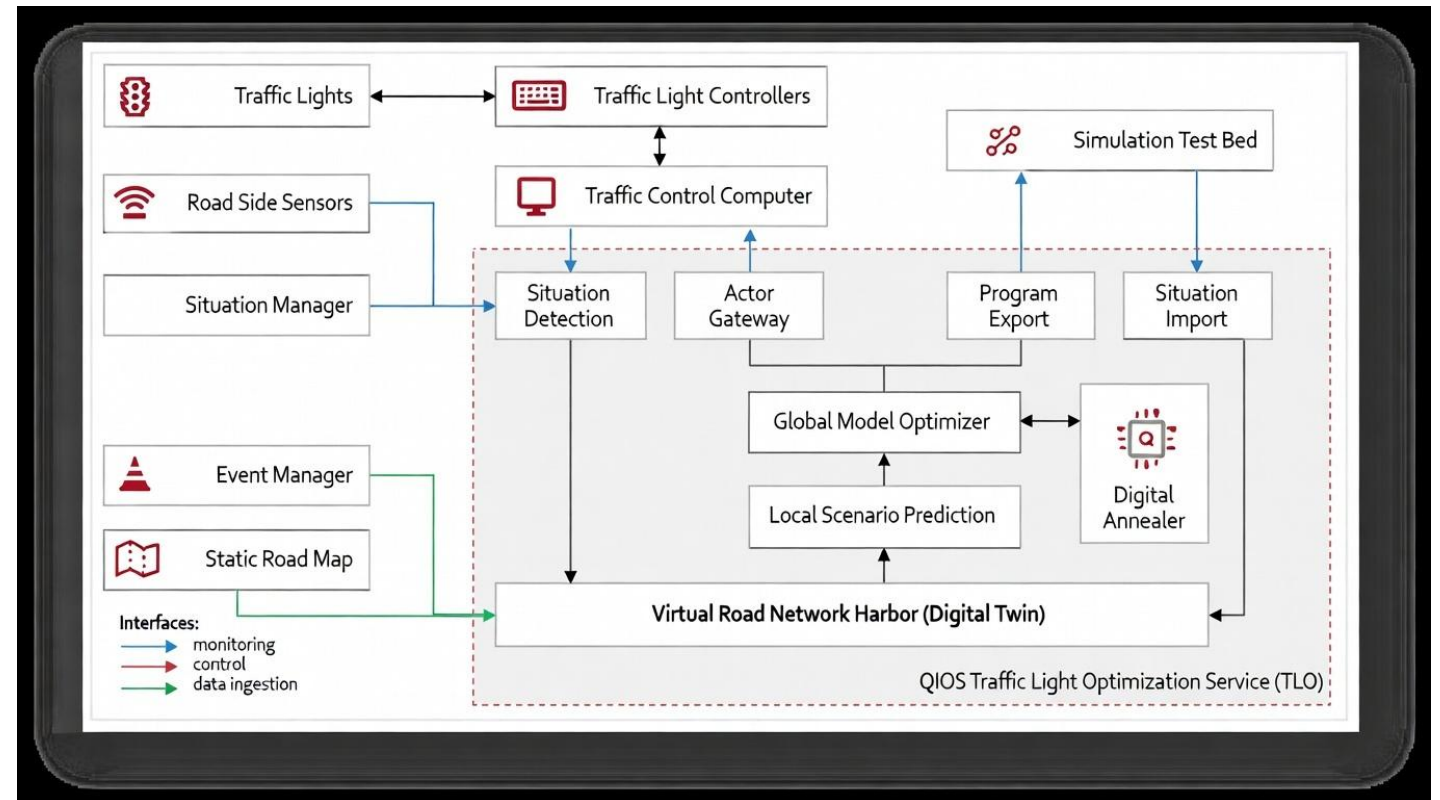 Traffic Lights
Traffic Light Controllers
Simulation Test Bed
Road Side Sensors
Traffic Control Computer
Situation Manager
Situation
Detection
Actor
Gateway
Program
Export
Situation
Import
Global Model Optimizer
Q
Digital
Annealer
Event Manager
Local Scenario Prediction
Static Road Map
Virtual Road Network Harbor (Digital Twin)
Interfaces:
monitoring
control
data ingestion
QIOS Traffic Light Optimization Service (TLO)